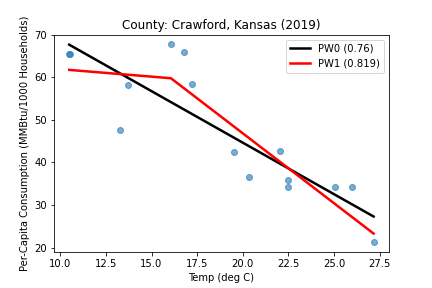 County: Crawford, Kansas (2019)
PW0 (0.76)
PW1 (0.819)
Per-Capita Consumption (MMBtu/1000 Households)
70
60
50
40
30
20
10.0 12.5 15.0 17.5 20.0 22.5 25.0 27.5
Temp (deg C)